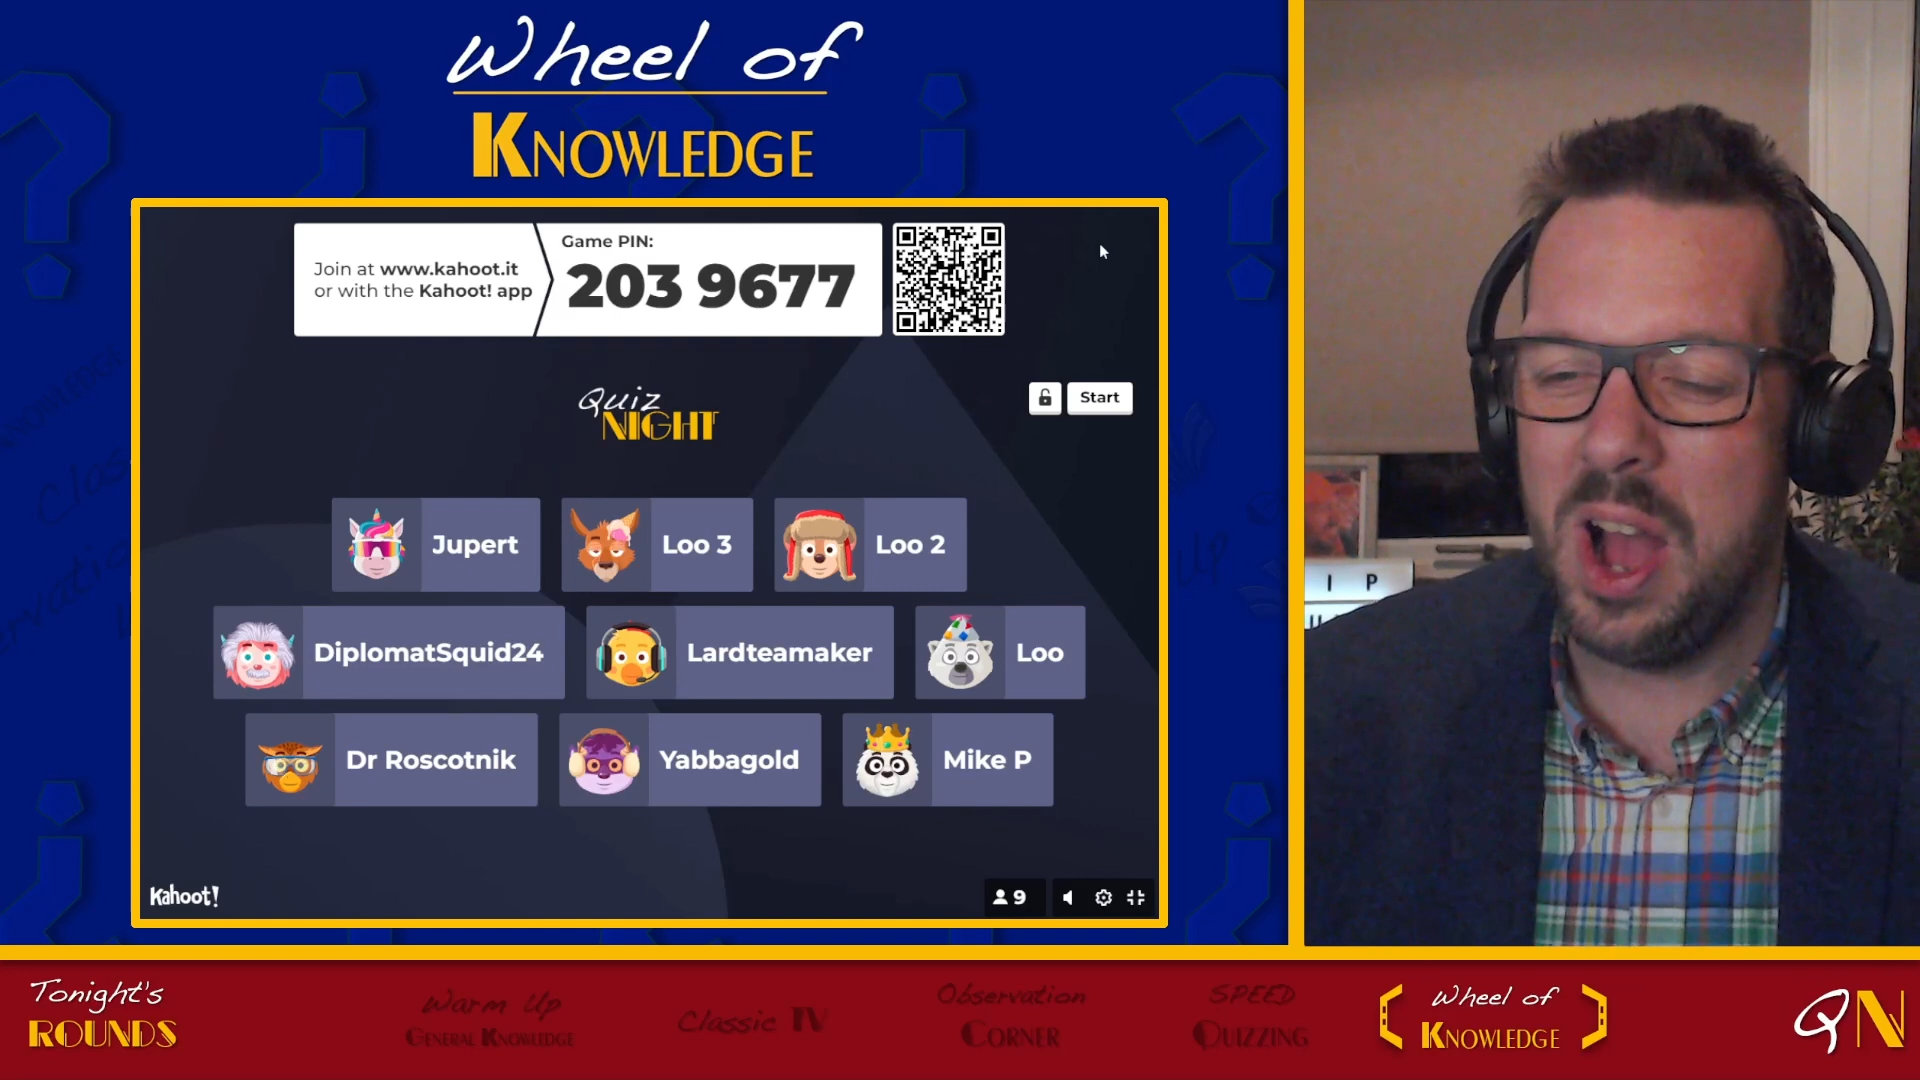 Wheel of
KNOWLEDGE
Join at www.kahoot.it
or with the Kahoot! app
Game PIN:
203 9677
Quiz
NIGHT
Start
Jupert
Loo 3
Loo 2
DiplomatSquid24
Lardteamaker
Loo
Dr Roscotnik
Yabbagold
Mike P
Kahoot!
9
I P
Tonight's
ROUNDS
Warm Up
GENERAL KNOWLEDGE
Classic TV
Observation
CORNER
SPEED
QUIZZING
Wheel of
KNOWLEDGE
QN